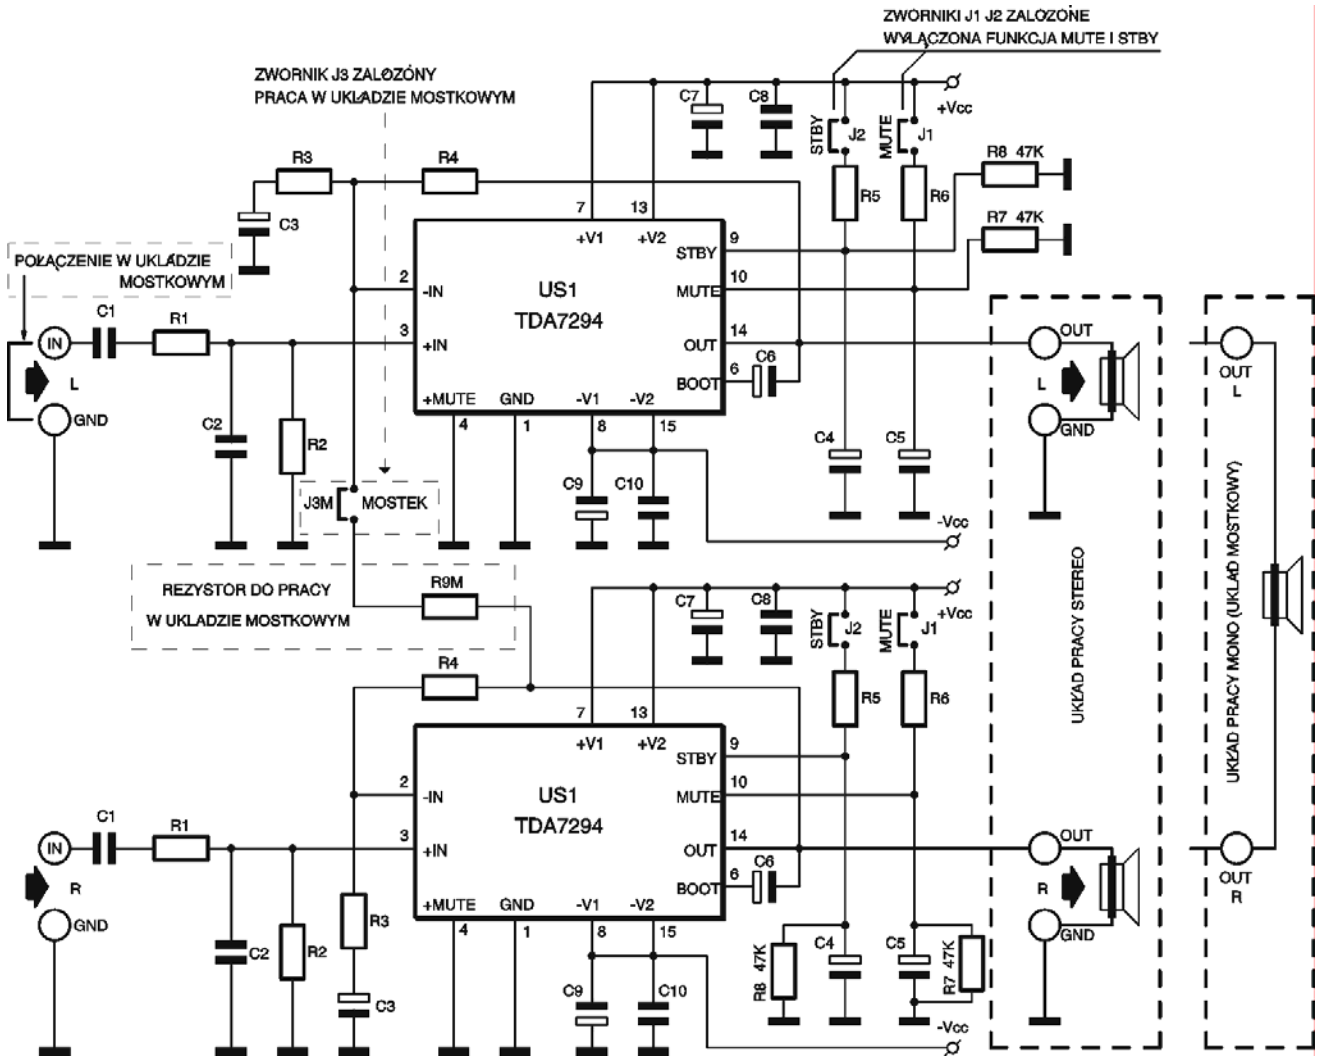 ZWORNIKI J1 J2 ZALOZONE
WYŁĄCZONA FUNKCJA MUTE I STBY
ZWORNIK J3 ZALOZÓNY
PRACA W UKŁADZIE MOSTKOWYM
C7
C8
+Vcc
STBY
J2
MUTE
J1
R3
R4
R5
R6
R8 47K
R7 47K
C3
7
13
+V1
+V2
9
STBY
10
MUTE
14
OUT
6
BOOT
C6
2
-IN
3
+IN
US1
TDA7294
+MUTE
GND
-V1
-V2
4
1
8
15
POŁĄCZENIE W UKLADZIE
MOSTKOWYM
C1
R1
IN
L
GND
C2
R2
C9
C10
C4
C5
-Vcc
OUT
L
GND
OUT
L
J3M
MOSTEK
REZYSTOR DO PRACY
W UKLADZIE MOSTKOWYM
R9M
UKŁAD PRACY STEREO
UKŁAD PRACY MONO (UKLAD MOSTKOWY)
C7
C8
+Vcc
STBY
J2
MUTE
J1
R4
R5
R6
7
13
+V1
+V2
9
STBY
10
MUTE
14
OUT
6
BOOT
C6
2
-IN
3
+IN
US1
TDA7294
+MUTE
GND
-V1
-V2
4
1
8
15
C1
R1
IN
R
GND
C2
R2
R3
C3
C9
C10
R8 47K
C4
C5
R7 47K
-Vcc
OUT
R
GND
OUT
R